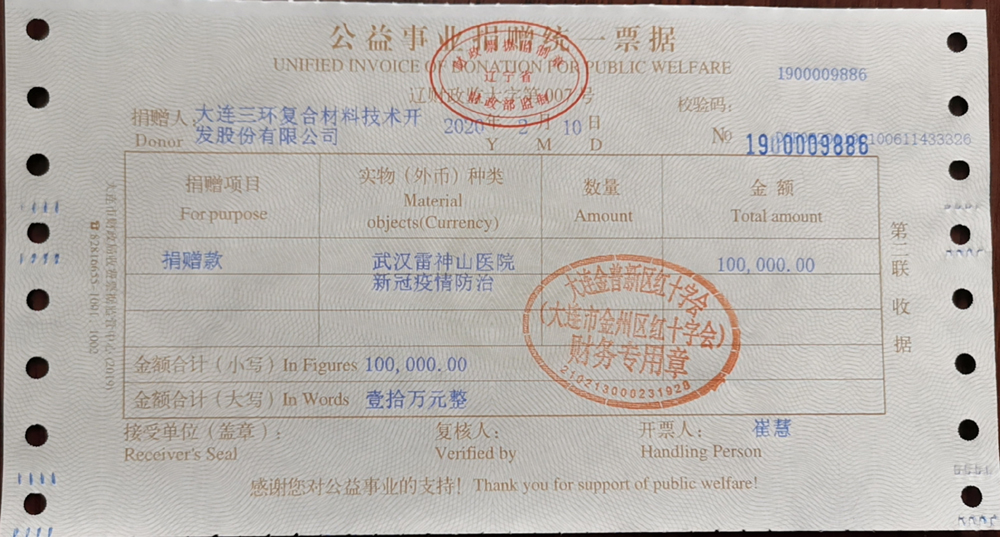 公益事业捐赠统一票据
UNIFIED INVOICE OF DONATION FOR PUBLIC WELFARE
1900009886
辽财政监大字第007号
辽宁省
财政部监制
校验码：
捐赠人：大连三环复合材料技术开
发股份有限公司
Donor
2020年 2 月 10 日
Y M D
№ 1900009886
捐赠项目
For purpose
实物（外币）种类
Material
objects(Currency)
数量
Amount
金 额
Total amount
捐赠款
武汉雷神山医院
新冠疫情防治
100,000.00
大连金普新区红十字会
（大连市金州区红十字会）
财务专用章
210213000231928
金额合计（小写）In Figures 100,000.00
金额合计（大写）In Words 壹拾万元整
接受单位（盖章）：
Receiver's Seal
复核人：
Verified by
开票人： 崔慧
Handling Person
感谢您对公益事业的支持！Thank you for support of public welfare!
第二联 收据